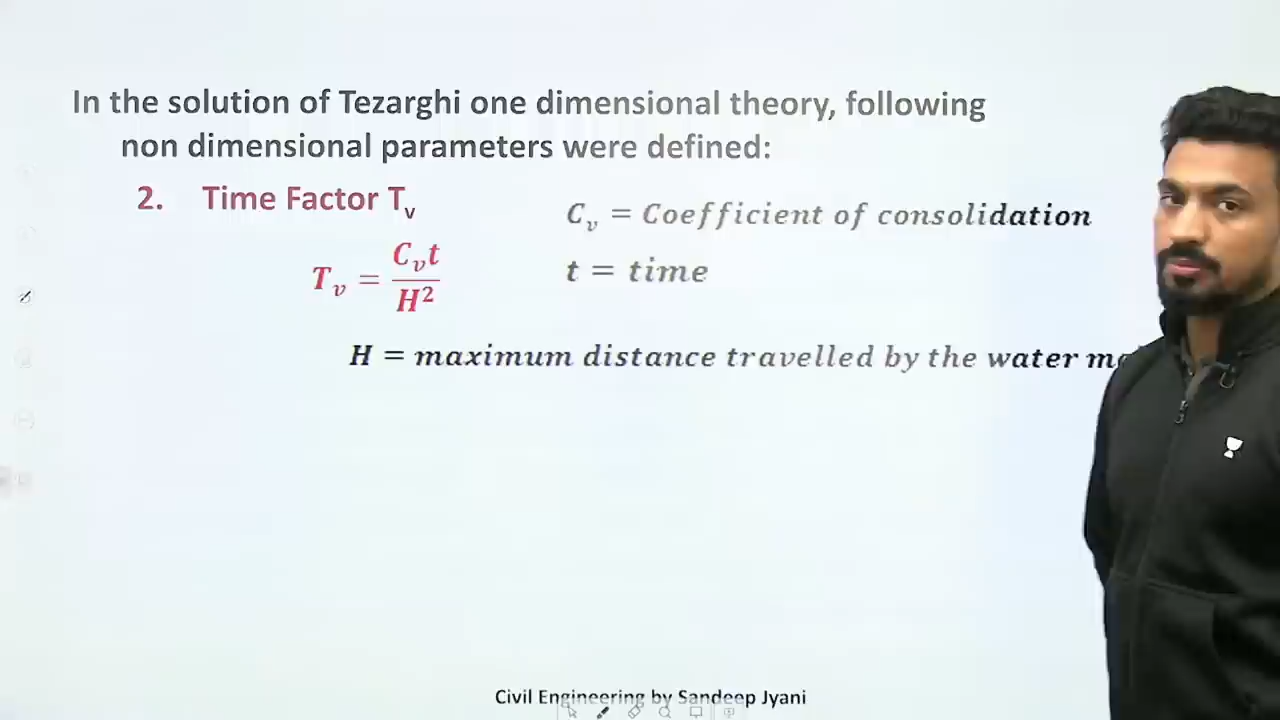 In the solution of Tezarghi one dimensional theory, following
non dimensional parameters were defined:
2. Time Factor Tᵥ
Cᵥ = Coefficient of consolidation
Tᵥ = Cᵥt / H²
t = time
H = maximum distance travelled by the water
Civil Engineering by Sandeep Jyani